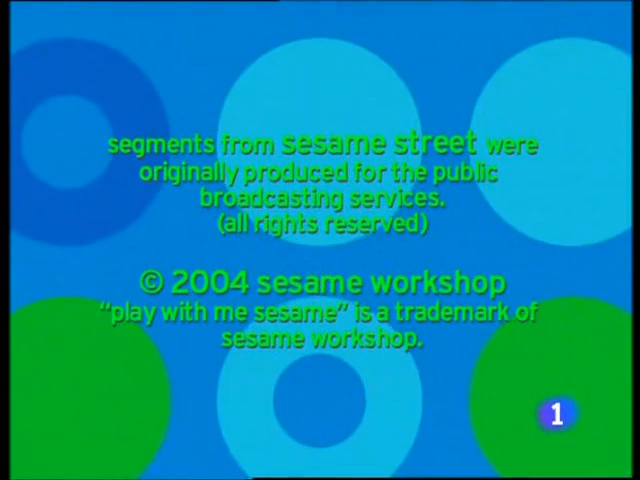 segments from sesame street were
originally produced for the public
broadcasting services.
(all rights reserved)
© 2004 sesame workshop
"play with me sesame" is a trademark of
sesame workshop.
1